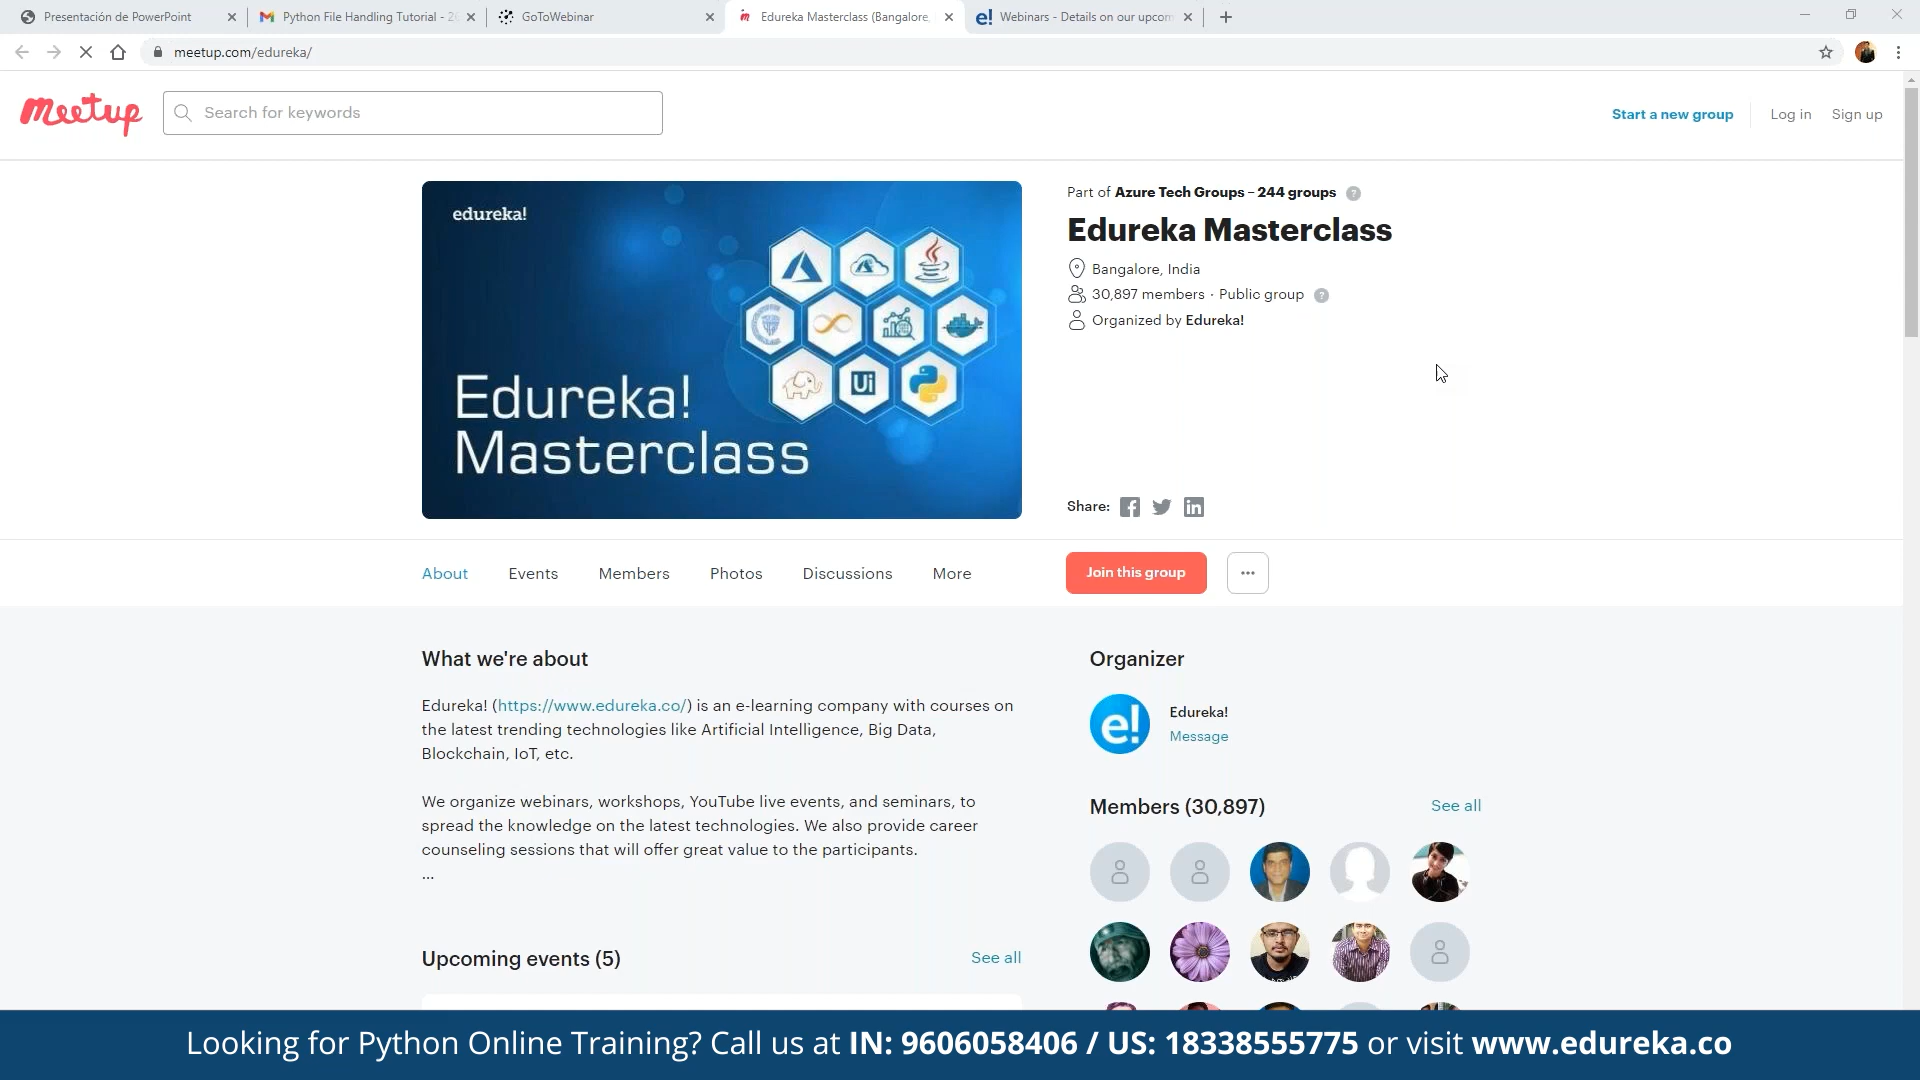 Presentación de PowerPoint
Python File Handling Tutorial - 2
GoToWebinar
Edureka Masterclass (Bangalore,
Webinars - Details on our upcom
meetup.com/edureka/
meetup
Search for keywords
Start a new group
Log in
Sign up
edureka!
Edureka!
Masterclass
Ui
Part of Azure Tech Groups – 244 groups ?
Edureka Masterclass
Bangalore, India
30,897 members · Public group ?
Organized by Edureka!
Share:
About
Events
Members
Photos
Discussions
More
Join this group
What we're about
Edureka! (https://www.edureka.co/) is an e-learning company with courses on
the latest trending technologies like Artificial Intelligence, Big Data,
Blockchain, IoT, etc.
We organize webinars, workshops, YouTube live events, and seminars, to
spread the knowledge on the latest technologies. We also provide career
counseling sessions that will offer great value to the participants.
...
Upcoming events (5)
See all
Organizer
e!
Edureka!
Message
Members (30,897)
See all
Looking for Python Online Training? Call us at IN: 9606058406 / US: 18338555775 or visit www.edureka.co